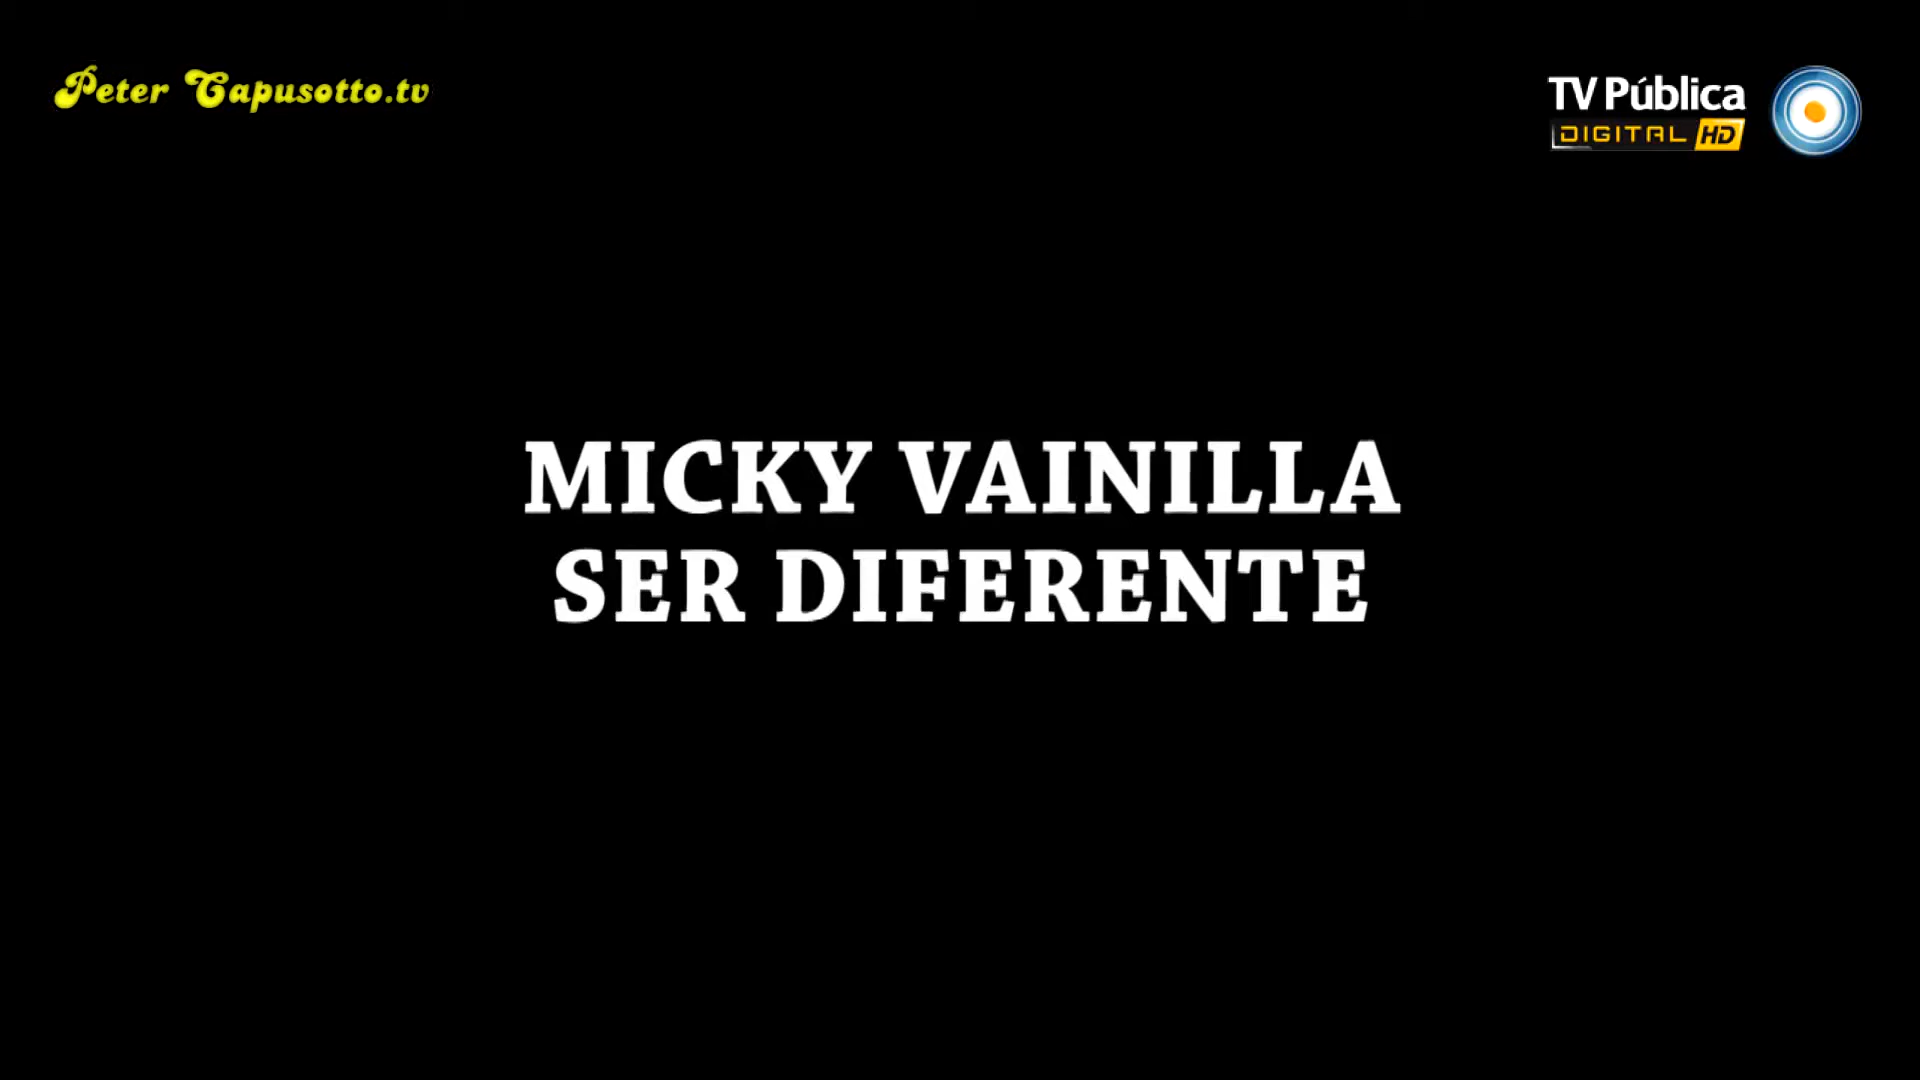 Peter Capusotto.tv
TV Pública
DIGITAL HD
MICKY VAINILLA
SER DIFERENTE